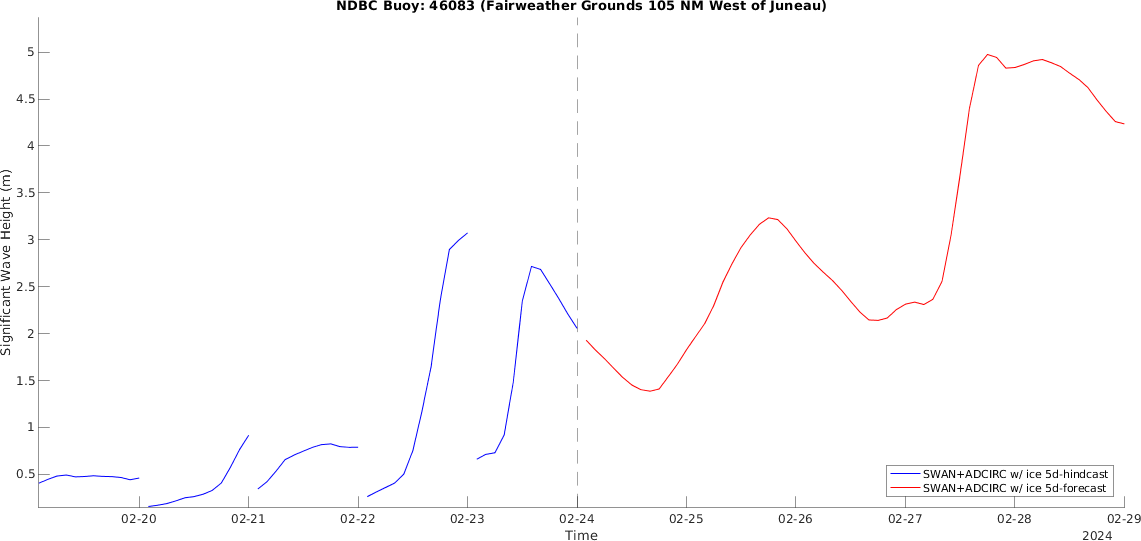 NDBC Buoy: 46083 (Fairweather Grounds 105 NM West of Juneau)
Significant Wave Height (m)
5
4.5
4
3.5
3
2.5
2
1.5
1
0.5
SWAN+ADCIRC w/ ice 5d-hindcast
SWAN+ADCIRC w/ ice 5d-forecast
02-20 02-21 02-22 02-23 02-24 02-25 02-26 02-27 02-28 02-29
Time
2024